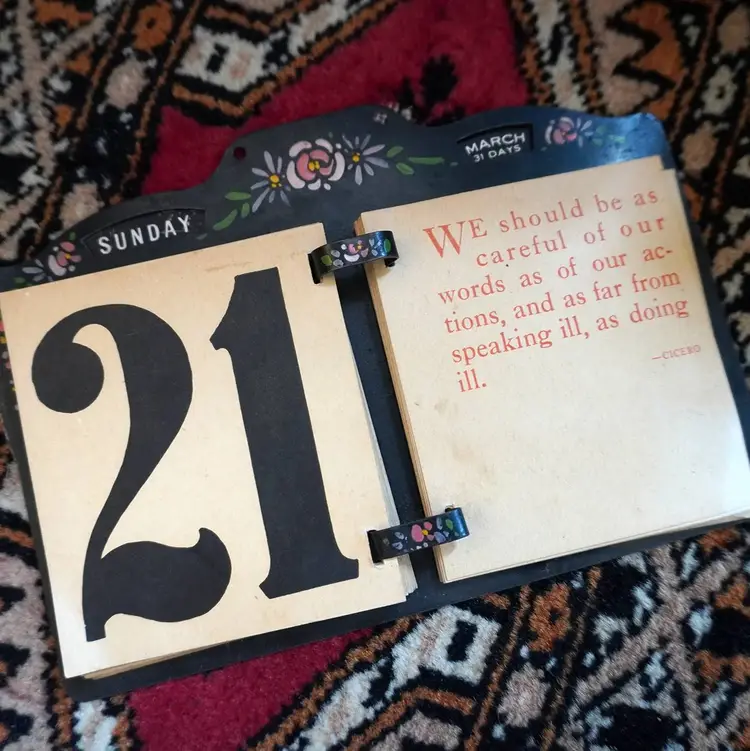 SUNDAY
21
MARCH
31 DAYS
WE should be as
careful of our
words as of our ac-
tions, and as far from
speaking ill, as doing
ill.
—CICERO